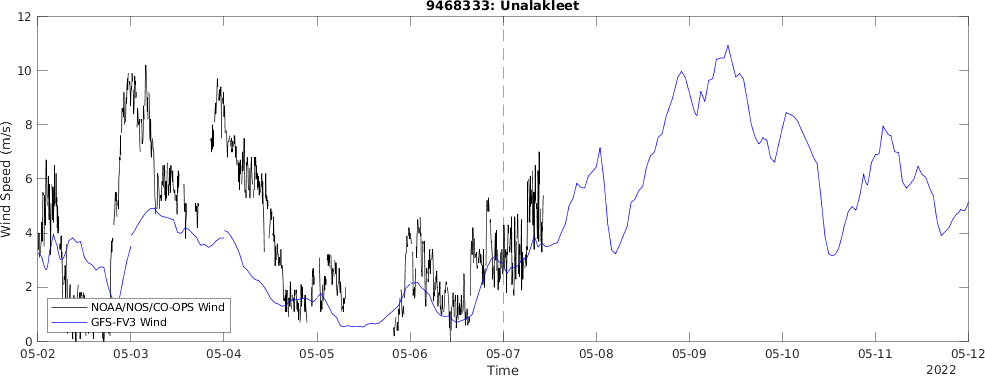 9468333: Unalakleet
Wind Speed (m/s)
12
10
8
6
4
2
0
NOAA/NOS/CO-OPS Wind
GFS-FV3 Wind
05-02 05-03 05-04 05-05 05-06 05-07 05-08 05-09 05-10 05-11 05-12
Time
2022